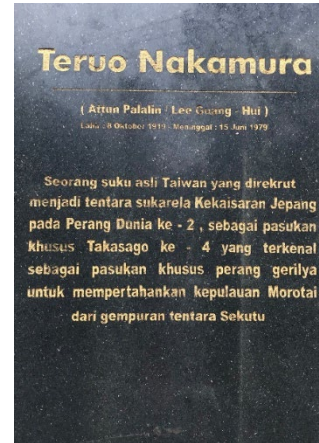 Teruo Nakamura
( Attun Palalin / Lee Guang - Hui )
Lahir : 8 Oktober 1919 - Meninggal : 15 Juni 1979
Seorang suku asli Taiwan yang direkrut
menjadi tentara sukarela Kekaisaran Jepang
pada Perang Dunia ke - 2 , sebagai pasukan
khusus Takasago ke - 4 yang terkenal
sebagai pasukan khusus perang gerilya
untuk mempertahankan kepulauan Morotai
dari gempuran tentara Sekutu